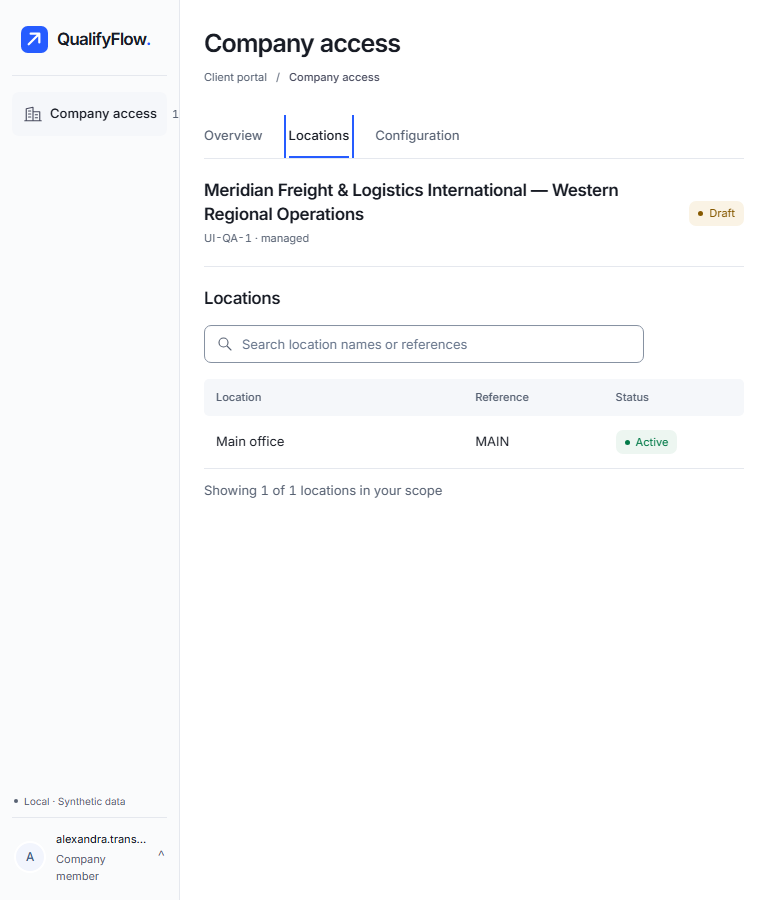 QualifyFlow.
Company access 1
Local · Synthetic data
A
alexandra.trans...
Company
member
^
Company access
Client portal / Company access
Overview Locations Configuration
Meridian Freight & Logistics International — Western
Regional Operations
Draft
UI-QA-1 · managed
Locations
Search location names or references
Location Reference Status
Main office MAIN Active
Showing 1 of 1 locations in your scope